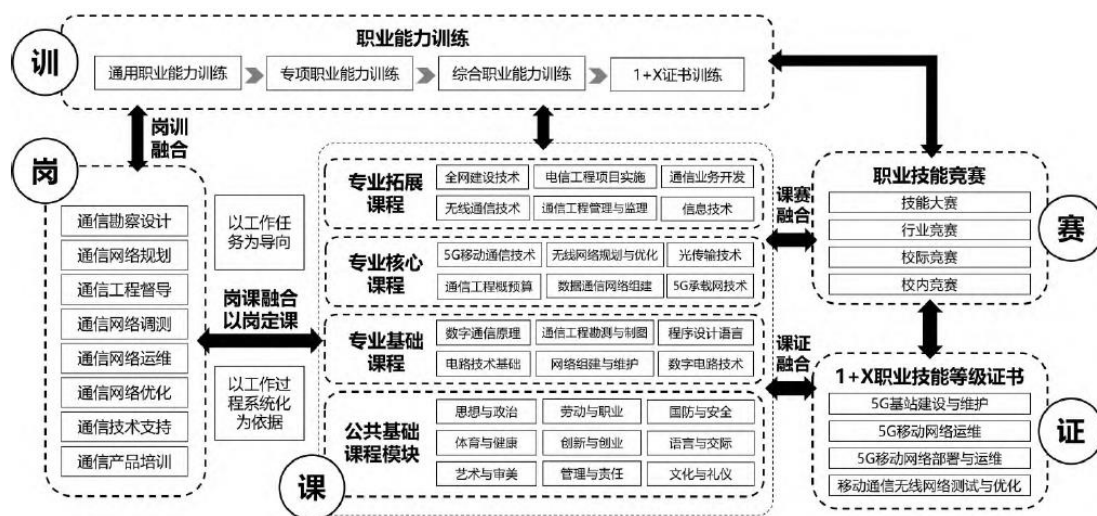 训
职业能力训练
通用职业能力训练
专项职业能力训练
综合职业能力训练
1+X证书训练
岗训
融合
岗
通信勘察设计
通信网络规划
通信工程督导
通信网络调测
通信网络运维
通信网络优化
通信技术支持
通信产品培训
以工作任
务为导向
岗课融合
以岗定课
以工作过
程系统化
为依据
专业拓展
课程
全网建设技术
电信工程项目实施
通信业务开发
无线通信技术
通信工程管理与监理
信息技术
专业核心
课程
5G移动通信技术
无线网络规划与优化
光传输技术
通信工程概预算
数据通信网络组建
5G承载网技术
专业基础
课程
数字通信原理
通信工程勘测与制图
程序设计语言
电路技术基础
网络组建与维护
数字电路技术
公共基础
课程模块
思想与政治
劳动与职业
国防与安全
体育与健康
创新与创业
语言与交际
艺术与审美
管理与责任
文化与礼仪
课
课赛
融合
课证
融合
职业技能竞赛
技能大赛
行业竞赛
校际竞赛
校内竞赛
赛
1+X职业技能等级证书
5G基站建设与维护
5G移动网络运维
5G移动网络部署与运维
移动通信无线网络测试与优化
证